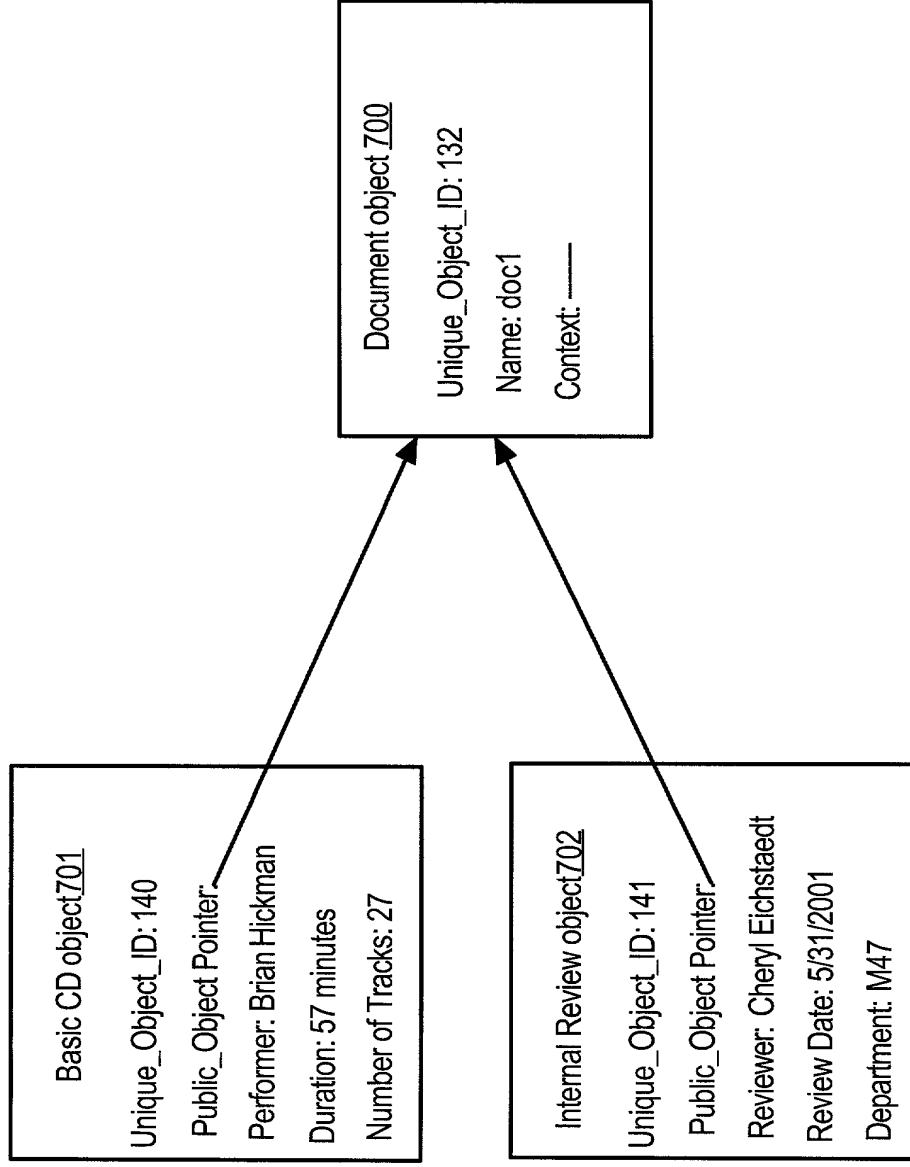 Basic CD object701
Unique_Object_ID: 140
Public_Object Pointer:
Performer: Brian Hickman
Duration: 57 minutes
Number of Tracks: 27
Internal Review object702
Unique_Object_ID: 141
Public_Object Pointer:
Reviewer: Cheryl Eichstaedt
Review Date: 5/31/2001
Department: M47
Document object 700
Unique_Object_ID: 132
Name: doc1
Context: ——